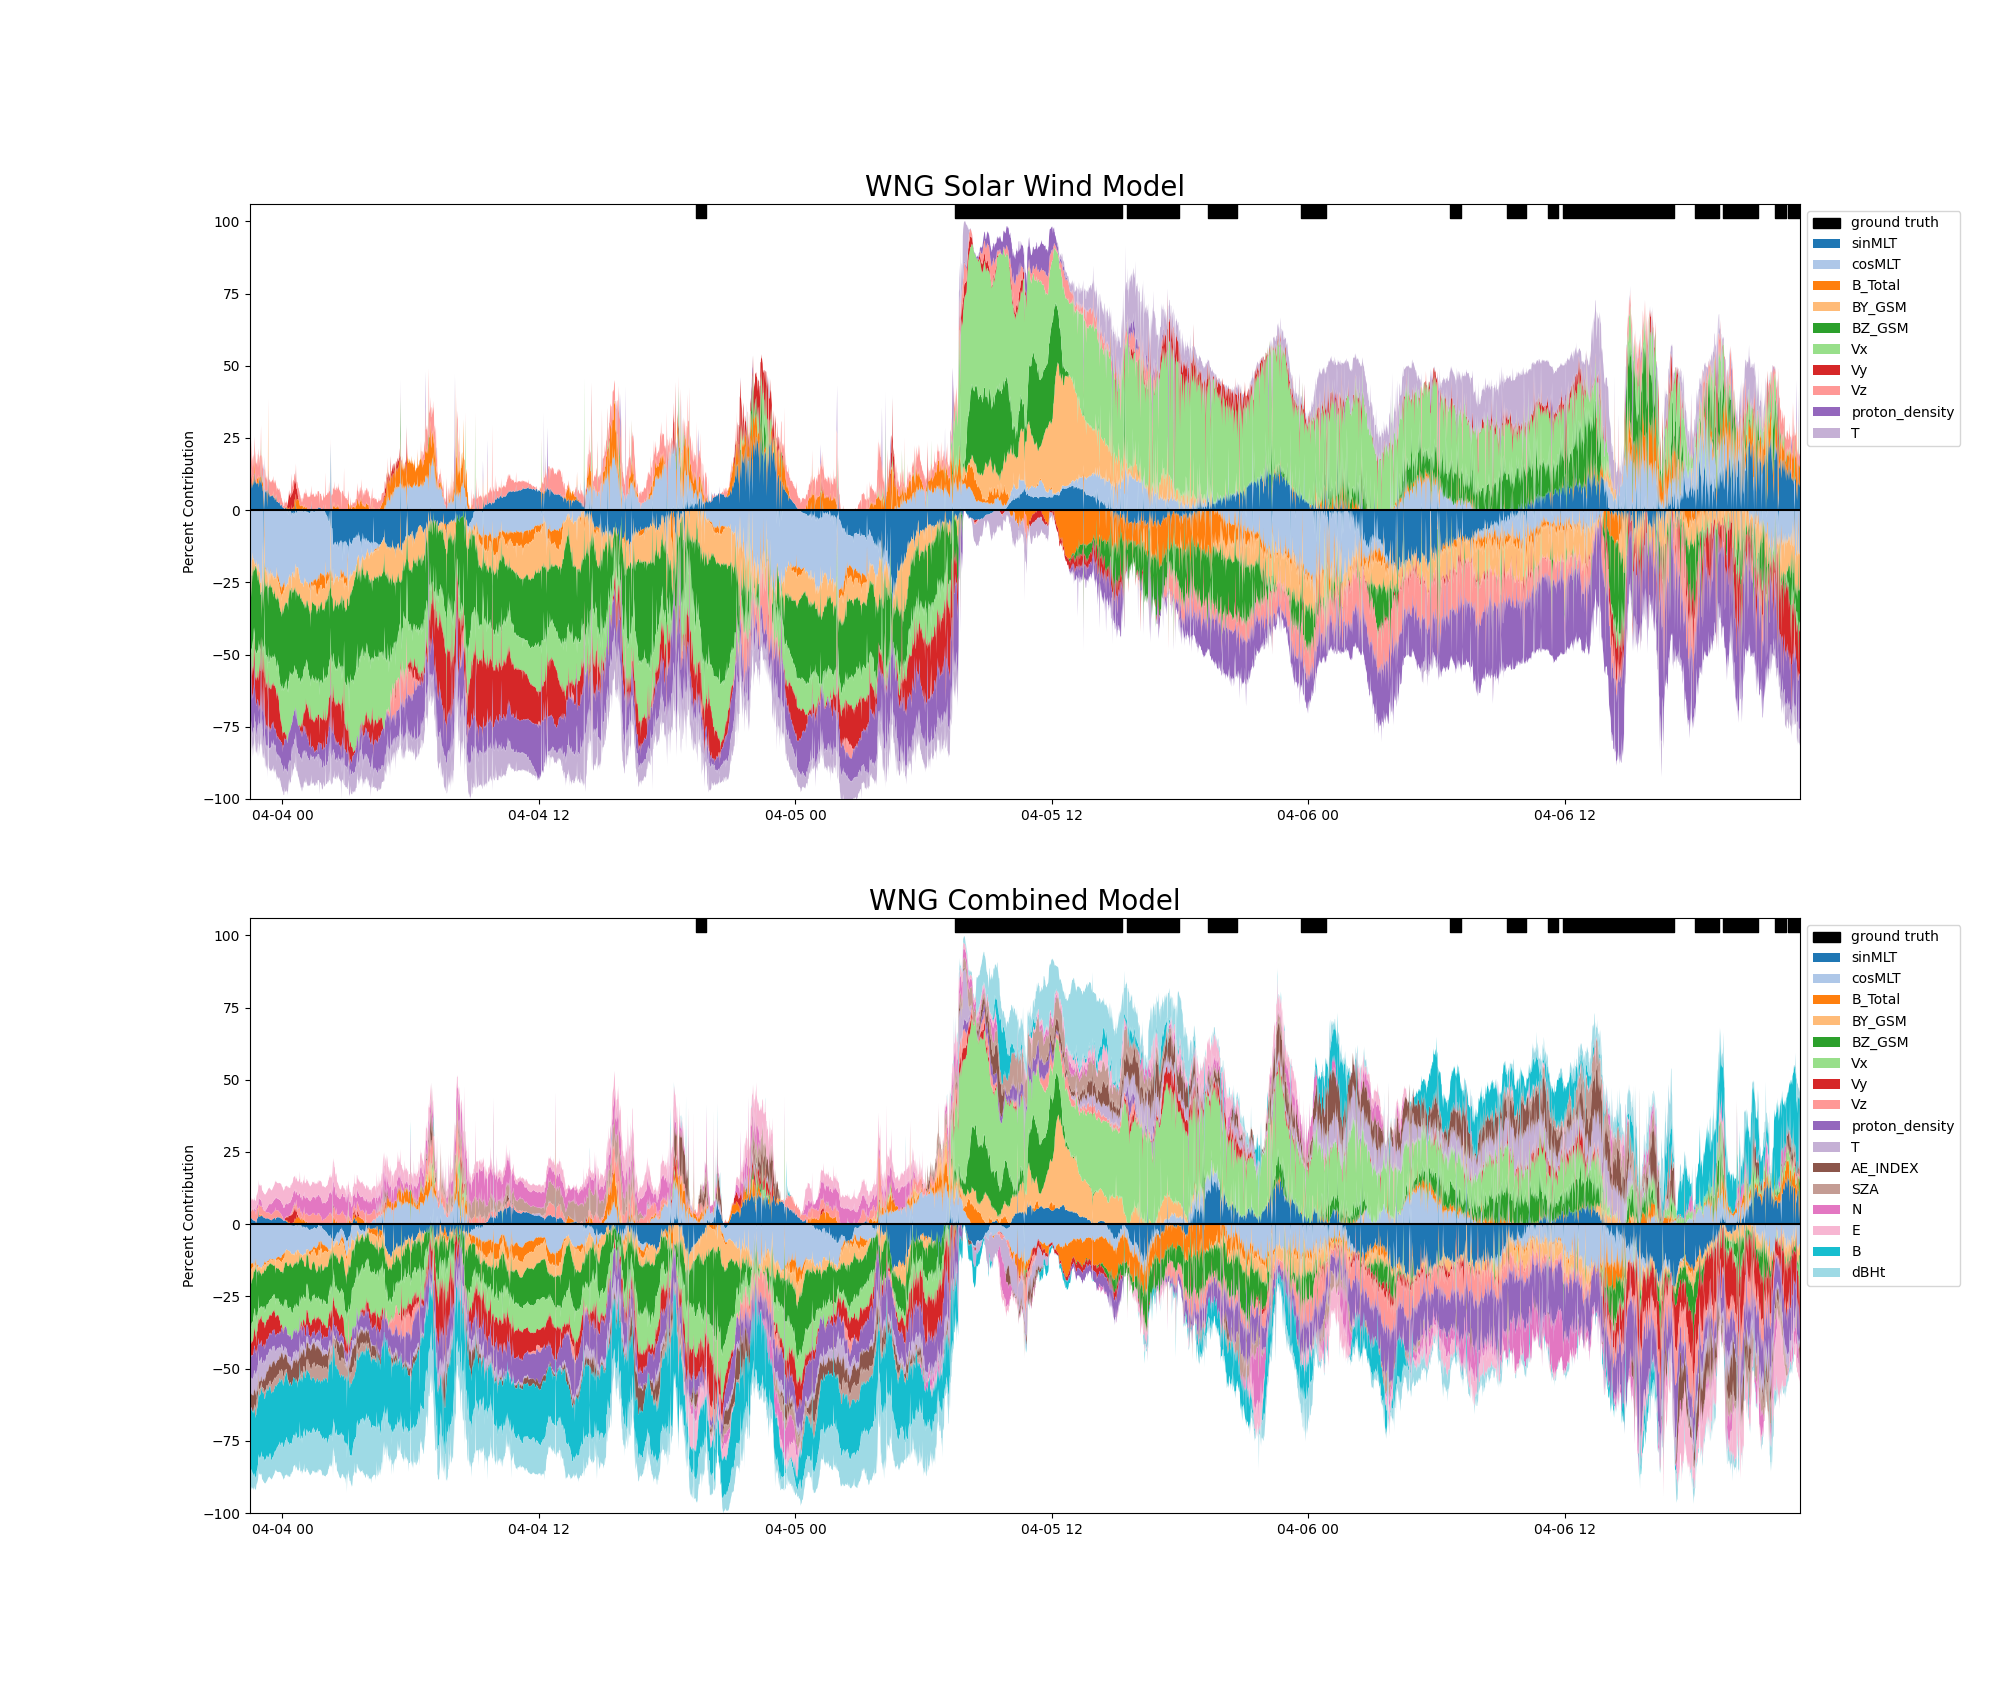 WNG Solar Wind Model
Percent Contribution
100
75
50
25
0
−25
−50
−75
−100
04-04 00
04-04 12
04-05 00
04-05 12
04-06 00
04-06 12
ground truth
sinMLT
cosMLT
B_Total
BY_GSM
BZ_GSM
Vx
Vy
Vz
proton_density
T
WNG Combined Model
Percent Contribution
100
75
50
25
0
−25
−50
−75
−100
04-04 00
04-04 12
04-05 00
04-05 12
04-06 00
04-06 12
ground truth
sinMLT
cosMLT
B_Total
BY_GSM
BZ_GSM
Vx
Vy
Vz
proton_density
T
AE_INDEX
SZA
N
E
B
dBHt